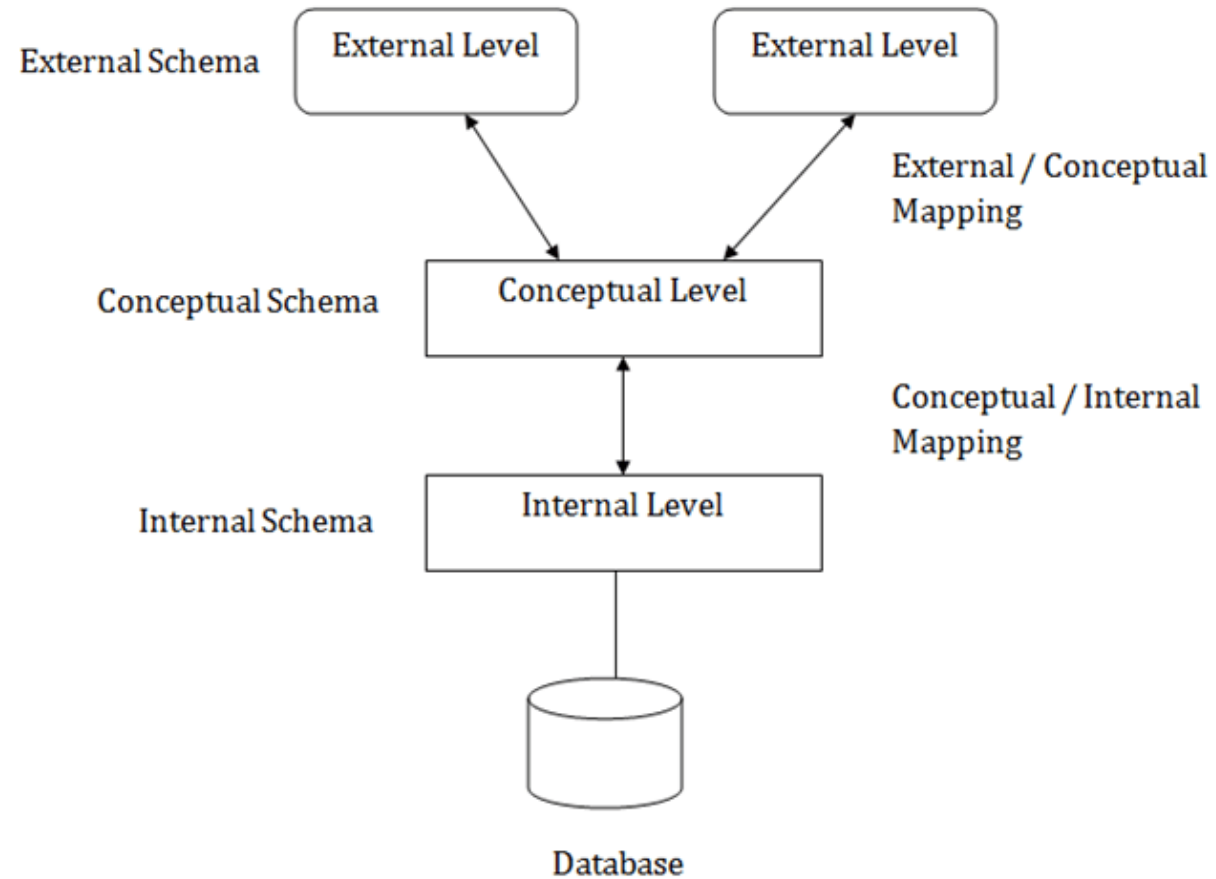 External Schema
External Level
External Level
External / Conceptual
Mapping
Conceptual Schema
Conceptual Level
Conceptual / Internal
Mapping
Internal Schema
Internal Level
Database